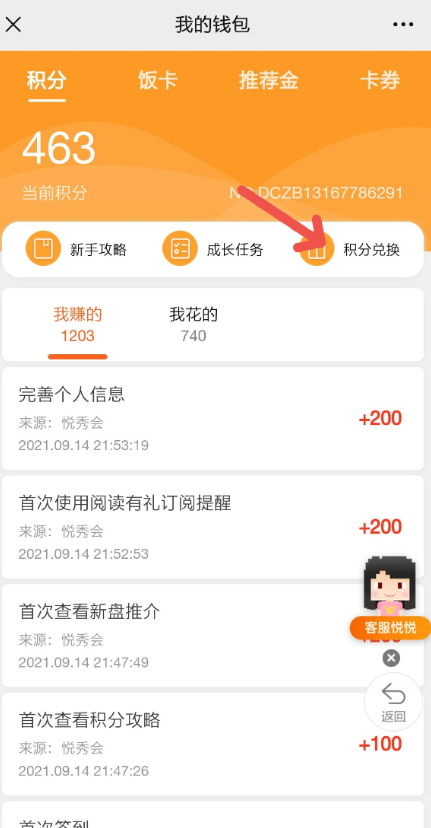 我的钱包
积分 饭卡 推荐金 卡券
463
当前积分
DCZB13167786291
新手攻略 成长任务 积分兑换
我赚的 我花的
1203 740
完善个人信息
来源：悦秀会
+200
2021.09.14 21:53:19
首次使用阅读有礼订阅提醒
来源：悦秀会
+200
2021.09.14 21:52:53
首次查看新盘推介
客服悦悦
来源：悦秀会
2021.09.14 21:47:49
返回
首次查看积分攻略
来源：悦秀会
+100
2021.09.14 21:47:26
首次签到